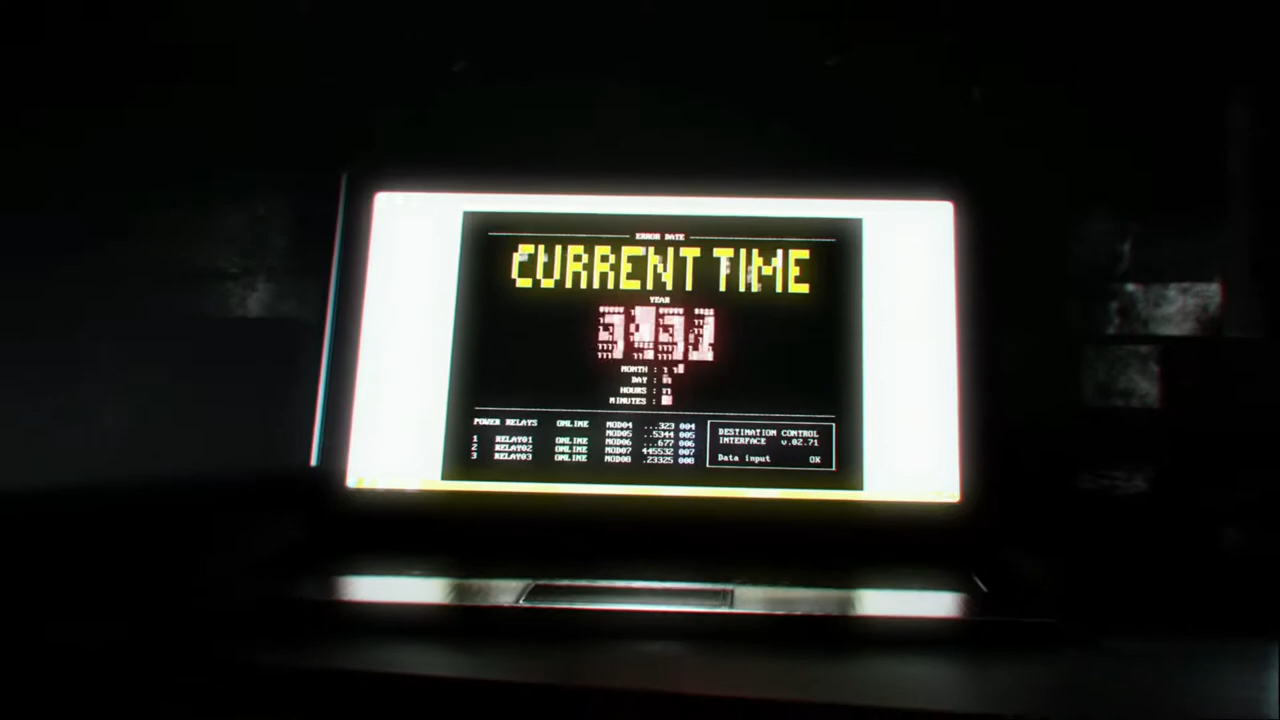 ERROR DATE
CURRENT TIME
YEAR
MONTH :
DAY :
HOURS :
MINUTES :
POWER RELAYS ONLINE
1 RELAY01 ONLINE
2 RELAY02 ONLINE
3 RELAY03 ONLINE
MOD04 ...323 004
MOD05 ..5344 005
MOD06 ...677 006
MOD07 445532 007
MOD08 .23325 008
DESTINATION CONTROL
INTERFACE v.02.71
Data input OK